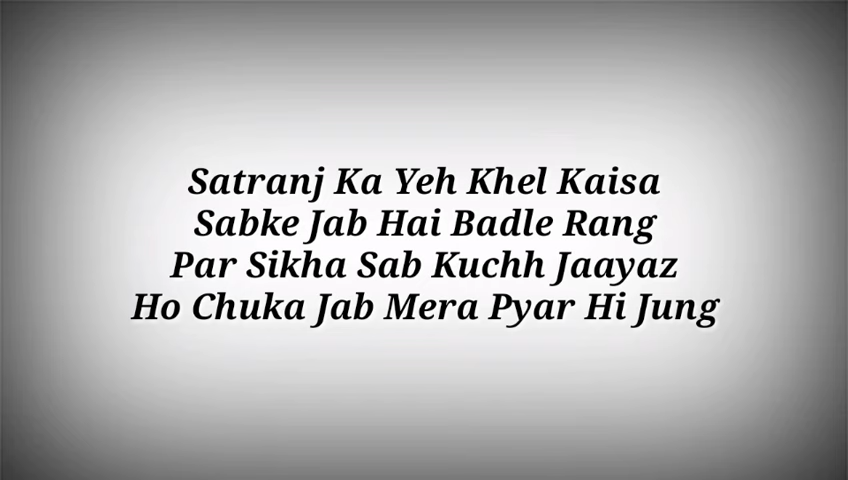 Satranj Ka Yeh Khel Kaisa
Sabke Jab Hai Badle Rang
Par Sikha Sab Kuchh Jaayaz
Ho Chuka Jab Mera Pyar Hi Jung